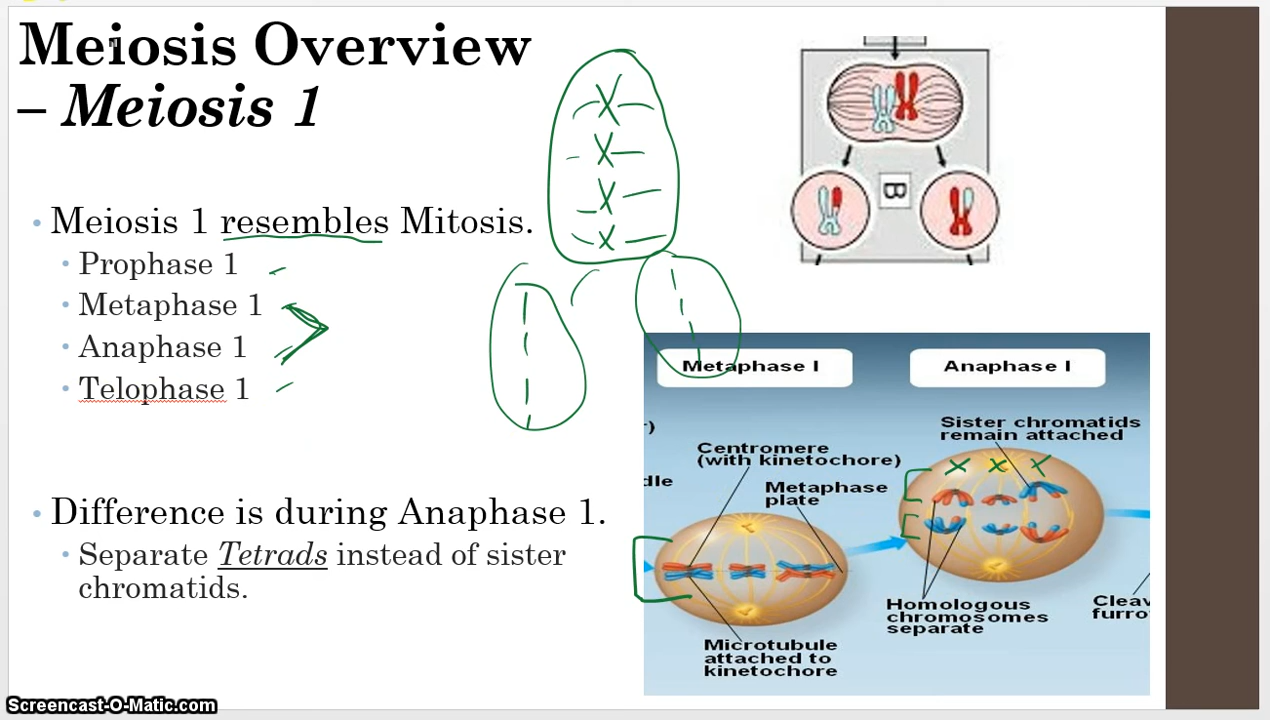 Meiosis Overview
– Meiosis 1
• Meiosis 1 resembles Mitosis.
• Prophase 1
• Metaphase 1
• Anaphase 1
• Telophase 1
• Difference is during Anaphase 1.
• Separate Tetrads instead of sister
chromatids.
B
Metaphase I
Anaphase I
r)
dle
Centromere
(with kinetochore)
Metaphase
plate
Microtubule
attached to
kinetochore
Sister chromatids
remain attached
Homologous
chromosomes
separate
Cleav
furro
Screencast-O-Matic.com